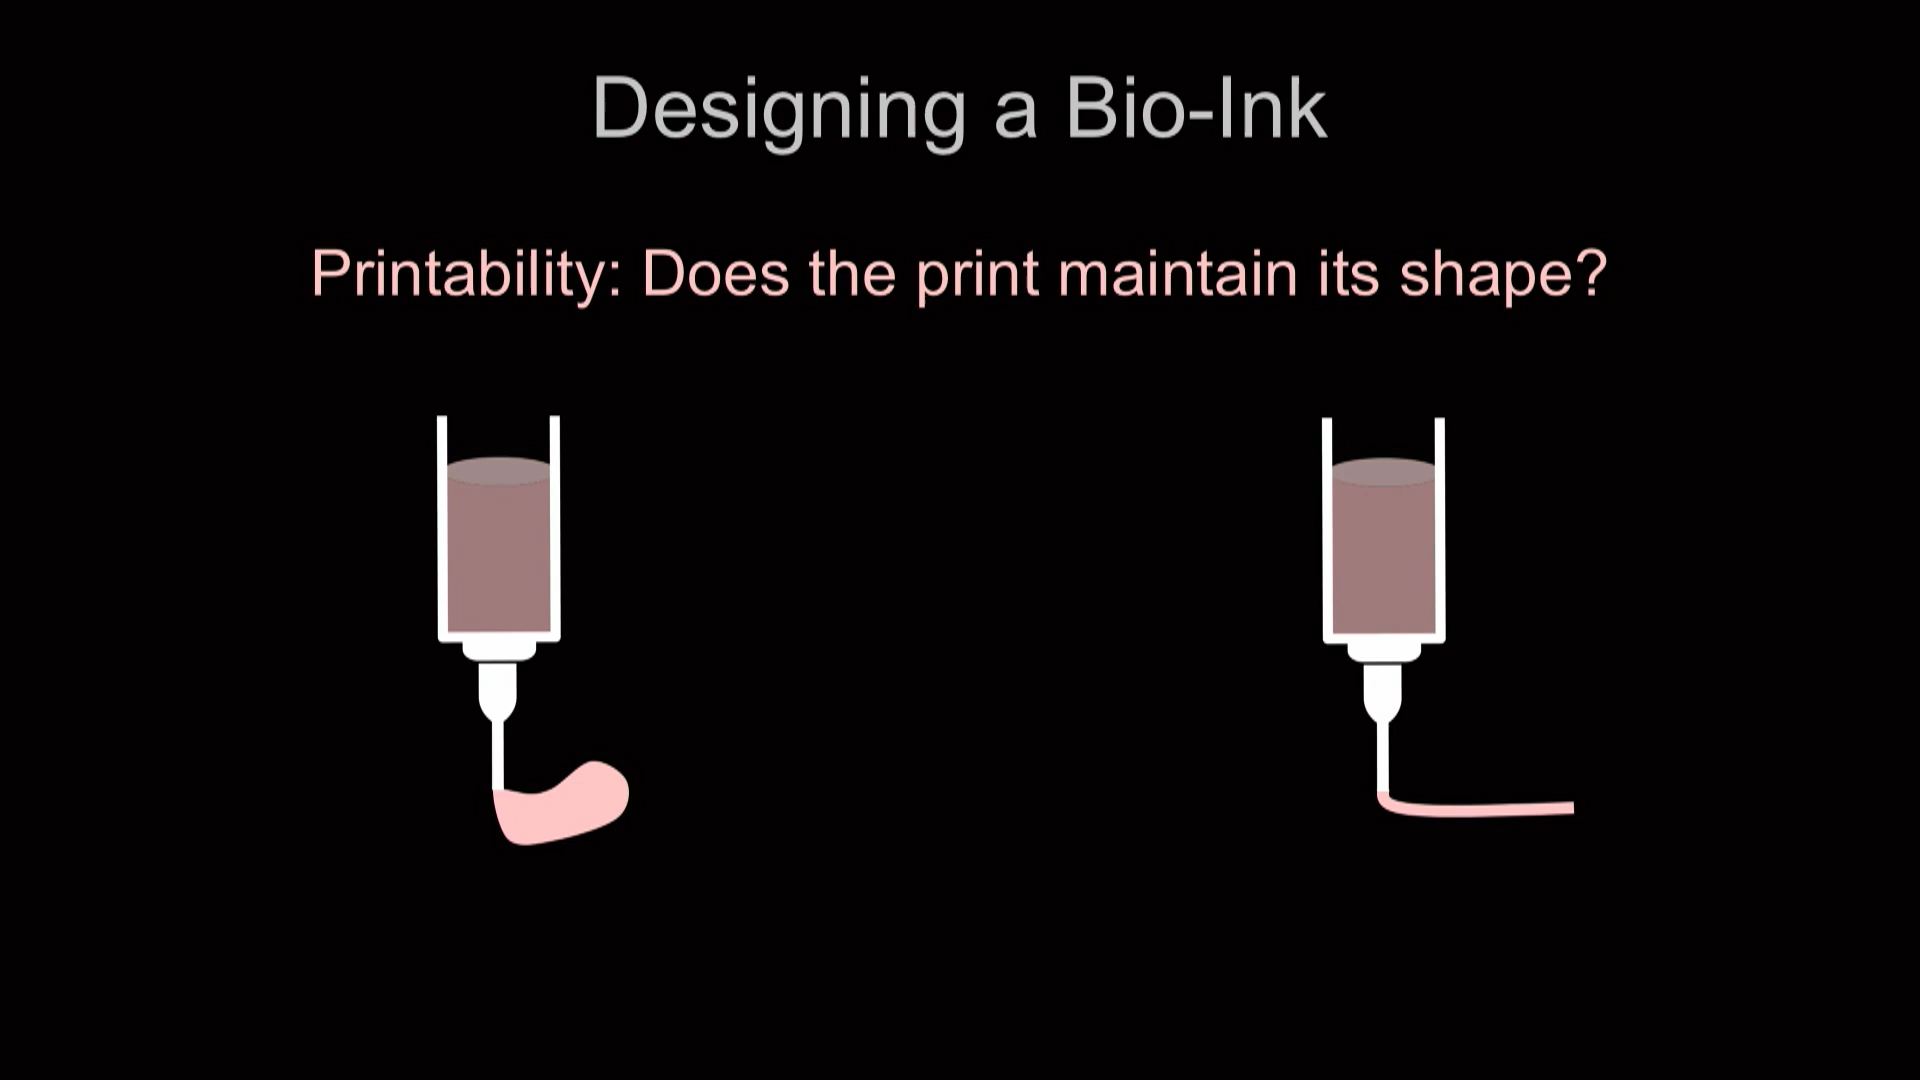 Designing a Bio-Ink
Printability: Does the print maintain its shape?